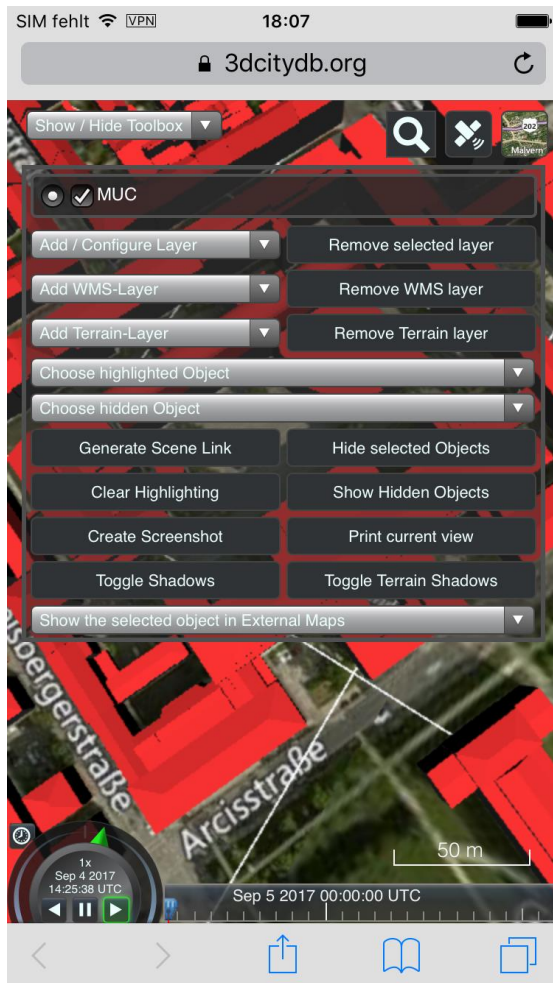 SIM fehlt VPN 18:07
3dcitydb.org
Show / Hide Toolbox
202
Malvern
MUC
Add / Configure Layer Remove selected layer
Add WMS-Layer Remove WMS layer
Add Terrain-Layer Remove Terrain layer
Choose highlighted Object
Choose hidden Object
Generate Scene Link Hide selected Objects
Clear Highlighting Show Hidden Objects
Create Screenshot Print current view
Toggle Shadows Toggle Terrain Shadows
Show the selected object in External Maps
Arcisstraße
50 m
1x
Sep 4 2017
14:25:38 UTC
Sep 5 2017 00:00:00 UTC